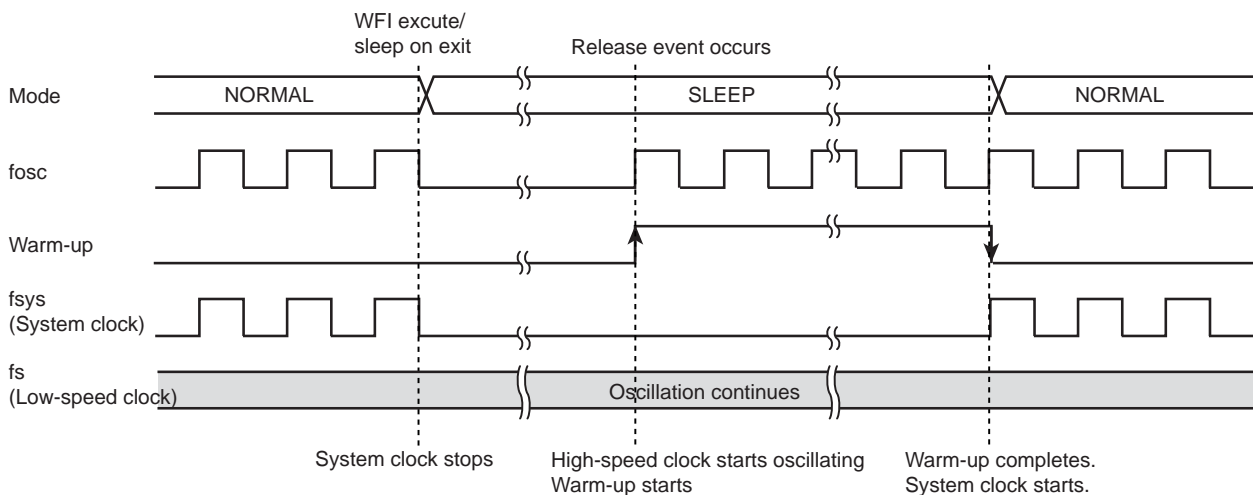 WFI excute/
sleep on exit
Release event occurs
Mode
NORMAL
SLEEP
NORMAL
fosc
Warm-up
fsys
(System clock)
fs
(Low-speed clock)
Oscillation continues
System clock stops
High-speed clock starts oscillating
Warm-up starts
Warm-up completes.
System clock starts.